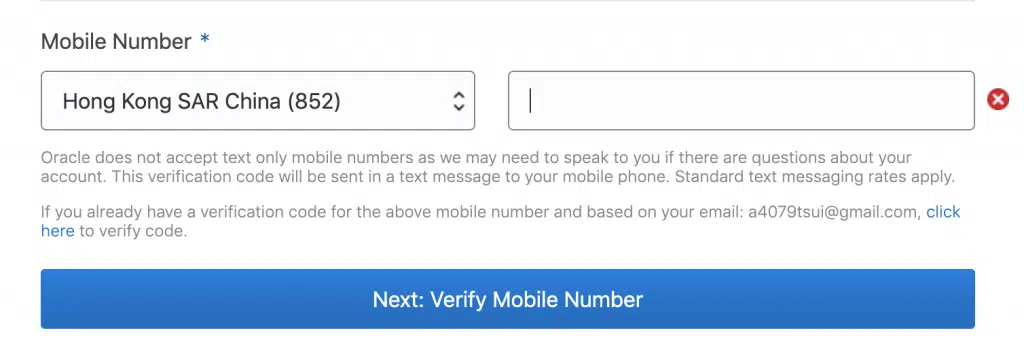 Mobile Number *
Hong Kong SAR China (852)
Oracle does not accept text only mobile numbers as we may need to speak to you if there are questions about your
account. This verification code will be sent in a text message to your mobile phone. Standard text messaging rates apply.
If you already have a verification code for the above mobile number and based on your email: a4079tsui@gmail.com, click
here to verify code.
Next: Verify Mobile Number